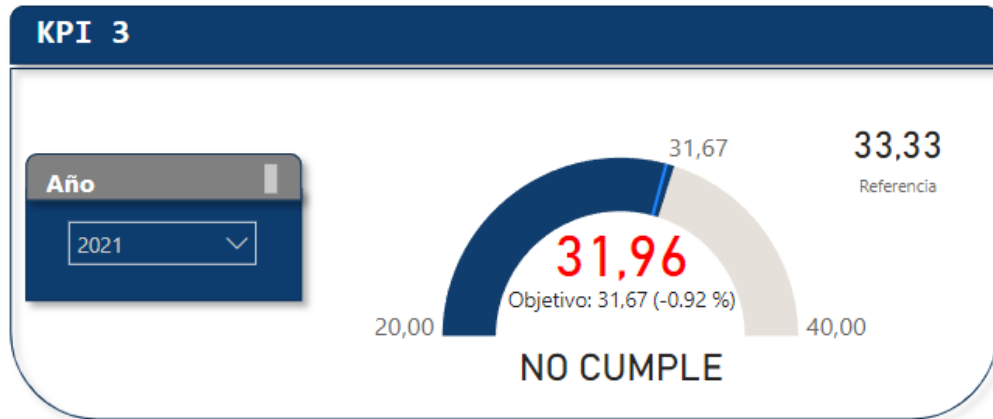 KPI 3
Año
2021
31,67
33,33
Referencia
31,96
Objetivo: 31,67 (-0.92 %)
20,00
40,00
NO CUMPLE